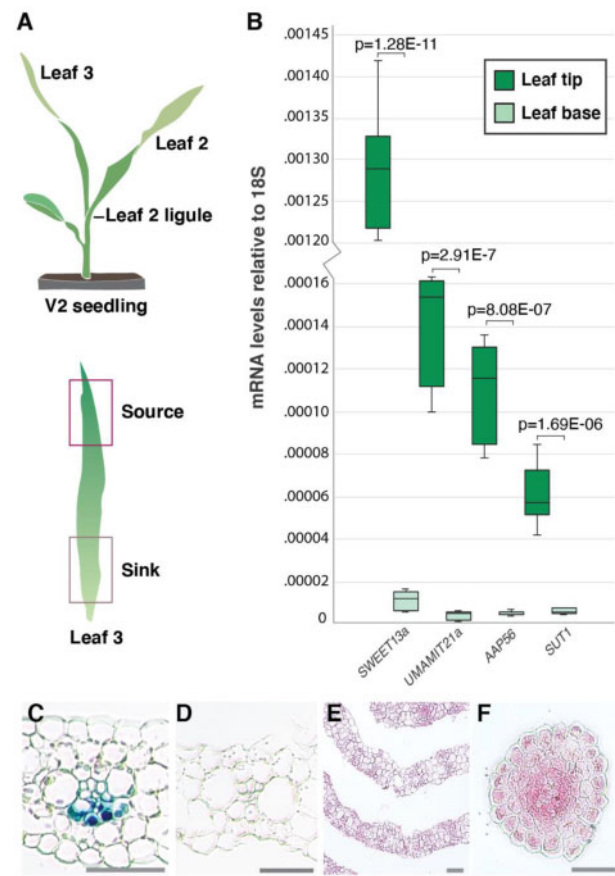 A
Leaf 3
Leaf 2
Leaf 2 ligule
V2 seedling
Source
Sink
Leaf 3
B
mRNA levels relative to 18S
.00145
.00140
.00135
.00130
.00125
.00120
.00016
.00014
.00012
.00010
.00008
.00006
.00004
.00002
0
p=1.28E-11
p=2.91E-7
p=8.08E-07
p=1.69E-06
Leaf tip
Leaf base
SWEET13a
UMAMIT21a
AAP56
SUT1
C
D
E
F